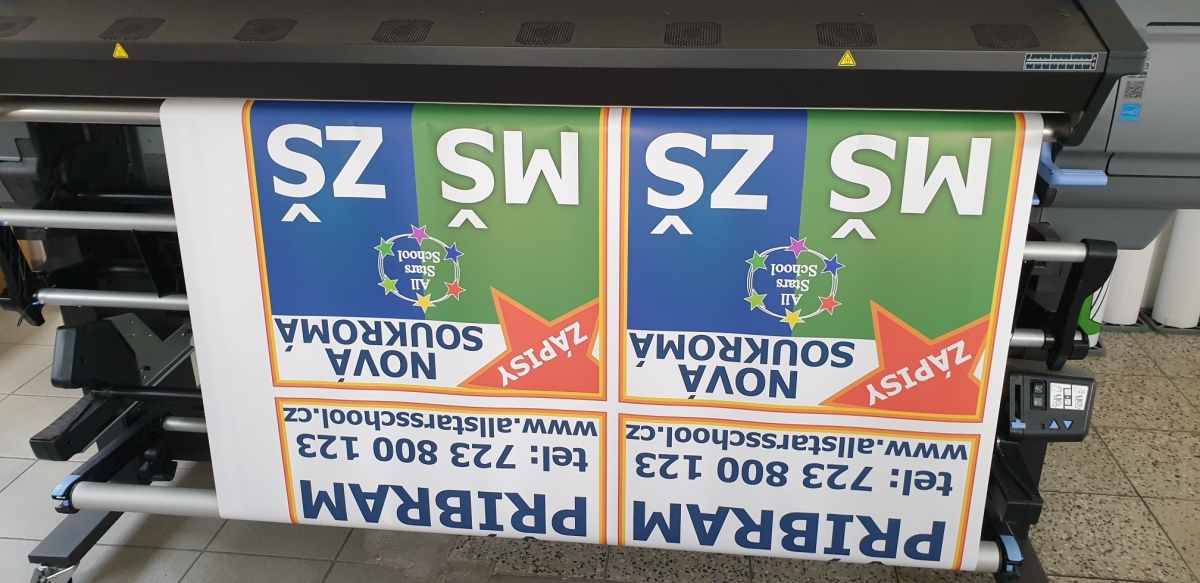 PŘÍBRAM
tel: 723 800 123
www.allstarsschool.cz
NOVÁ
SOUKROMÁ
ZÁPISY
All
Stars
School
MŠ ZŠ
PŘÍBRAM
tel: 723 800 123
www.allstarsschool.cz
NOVÁ
SOUKROMÁ
ZÁPISY
All
Stars
School
MŠ ZŠ